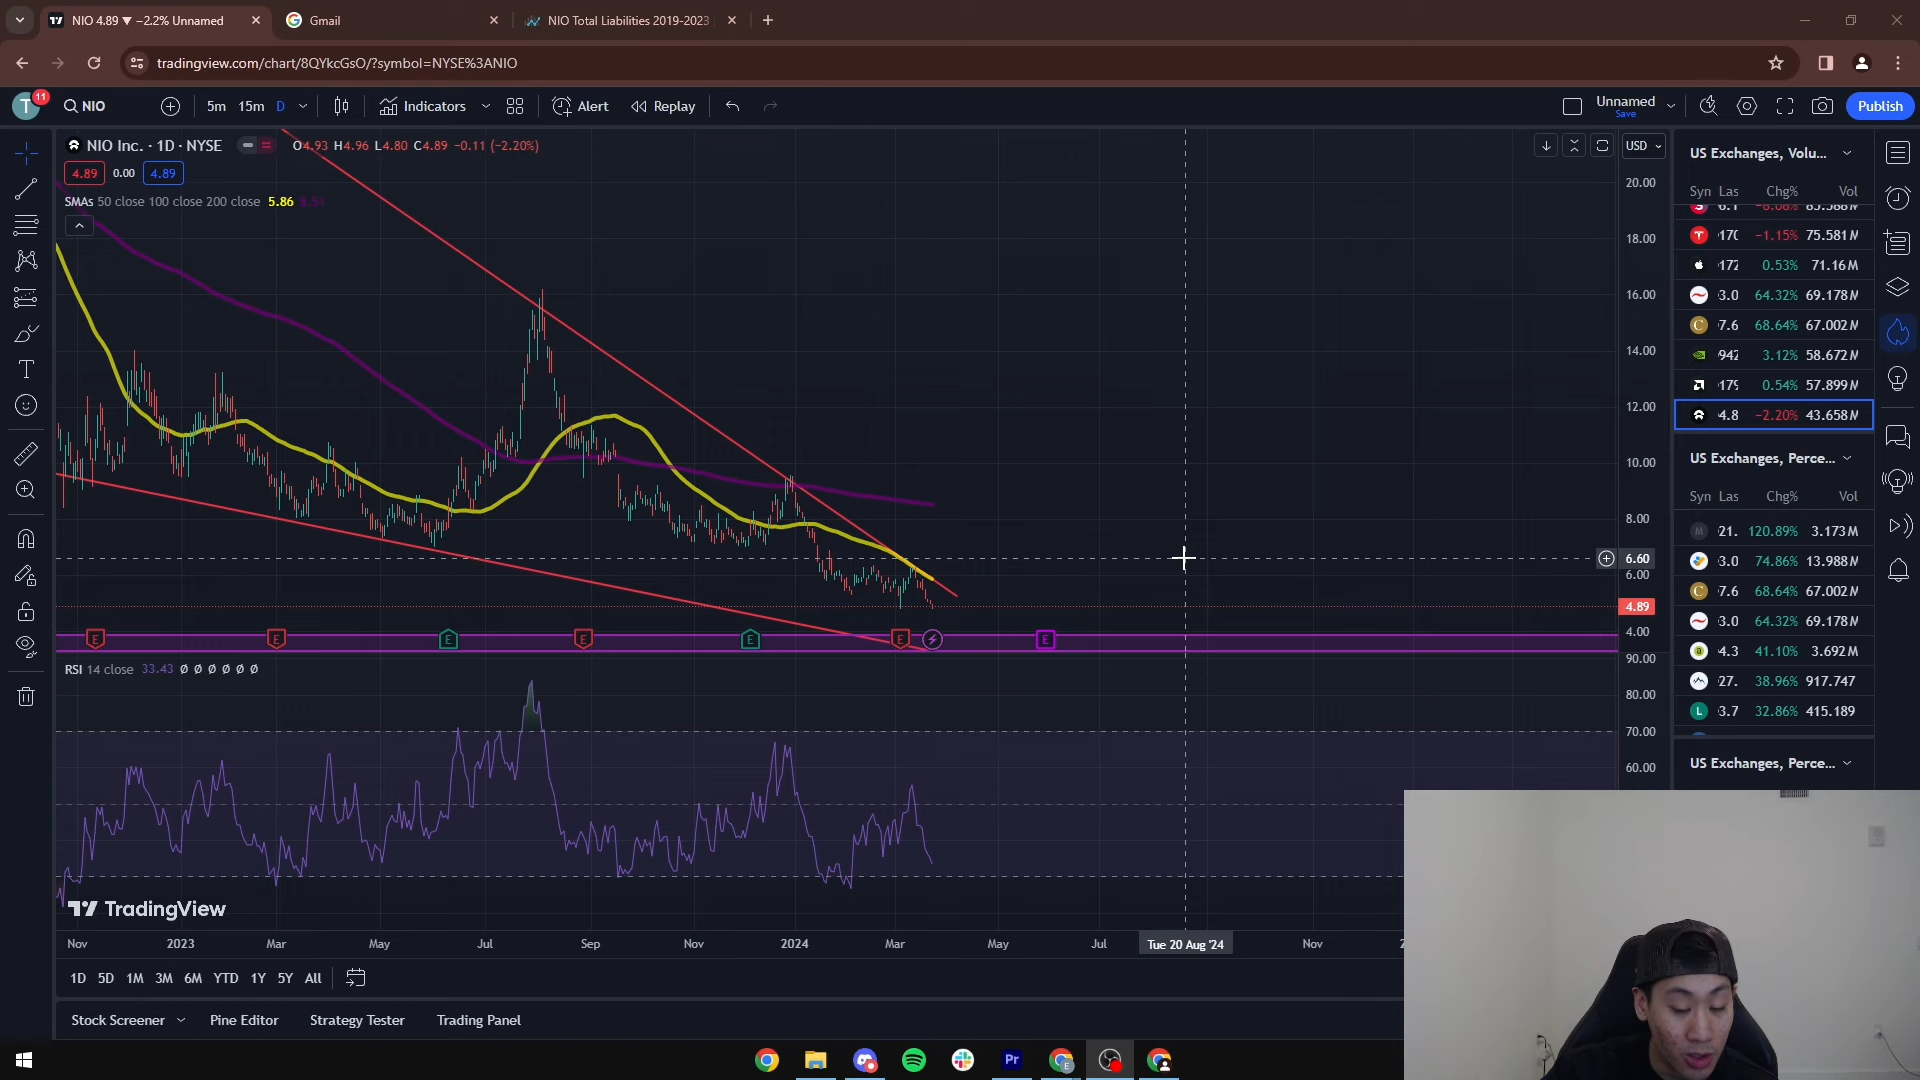 NIO 4.89 ▼ −2.2% Unnamed
Gmail
NIO Total Liabilities 2019-2023
tradingview.com/chart/8QYkcGsO/?symbol=NYSE%3ANIO
T
11
NIO
5m
15m
D
Indicators
Alert
Replay
Unnamed
Save
Publish
NIO Inc. · 1D · NYSE
O4.93 H4.96 L4.80 C4.89 −0.11 (−2.20%)
4.89
0.00
4.89
SMAs 50 close 100 close 200 close 5.86
USD
20.00
18.00
16.00
14.00
12.00
10.00
8.00
6.60
6.00
4.89
4.00
E
E
E
E
E
E
E
RSI 14 close 33.43 Ø Ø Ø Ø Ø Ø
90.00
80.00
70.00
60.00
TradingView
Nov
2023
Mar
May
Jul
Sep
Nov
2024
Mar
May
Jul
Tue 20 Aug '24
Nov
1D
5D
1M
3M
6M
YTD
1Y
5Y
All
Stock Screener
Pine Editor
Strategy Tester
Trading Panel
US Exchanges, Volu...
Syn Las Chg% Vol
170 −1.15% 75.581M
172 0.53% 71.16M
3.0 64.32% 69.178M
7.6 68.64% 67.002M
942 3.12% 58.672M
179 0.54% 57.899M
4.8 −2.20% 43.658M
US Exchanges, Perce...
Syn Las Chg% Vol
M 21. 120.89% 3.173M
3.0 74.86% 13.988M
C 7.6 68.64% 67.002M
3.0 64.32% 69.178M
4.3 41.10% 3.692M
27. 38.96% 917.747
L 3.7 32.86% 415.189
US Exchanges, Perce...
Pr
E